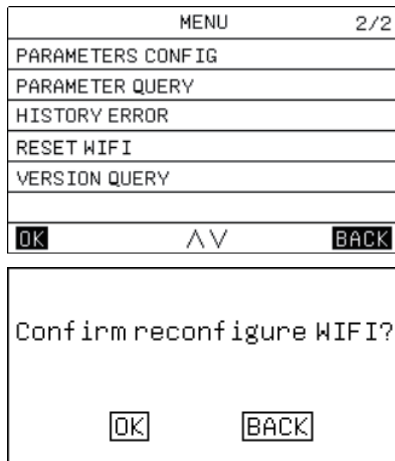 MENU 2/2
PARAMETERS CONFIG
PARAMETER QUERY
HISTORY ERROR
RESET WIFI
VERSION QUERY
OK ∧∨ BACK
Confirm reconfigure WIFI?
OK BACK